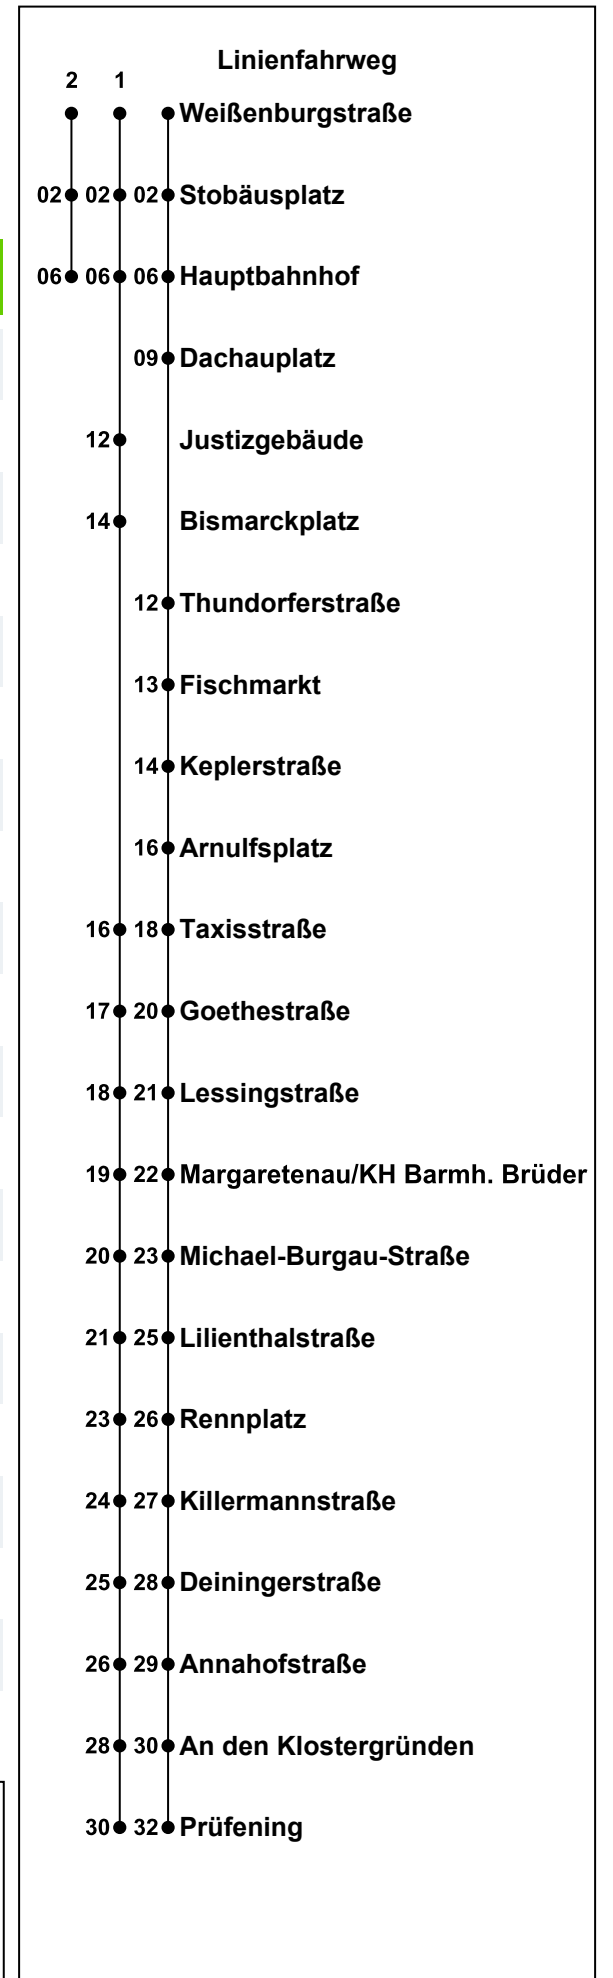 Linienfahrweg
2 1
Weißenburgstraße
02 02 02 Stobäusplatz
06 06 06 Hauptbahnhof
09 Dachauplatz
12 Justizgebäude
14 Bismarckplatz
12 Thundorferstraße
13 Fischmarkt
14 Keplerstraße
16 Arnulfsplatz
16 18 Taxisstraße
17 20 Goethestraße
18 21 Lessingstraße
19 22 Margaretenau/KH Barmh. Brüder
20 23 Michael-Burgau-Straße
21 25 Lilienthalstraße
23 26 Rennplatz
24 27 Killermannstraße
25 28 Deiningerstraße
26 29 Annahofstraße
28 30 An den Klostergründen
30 32 Prüfening